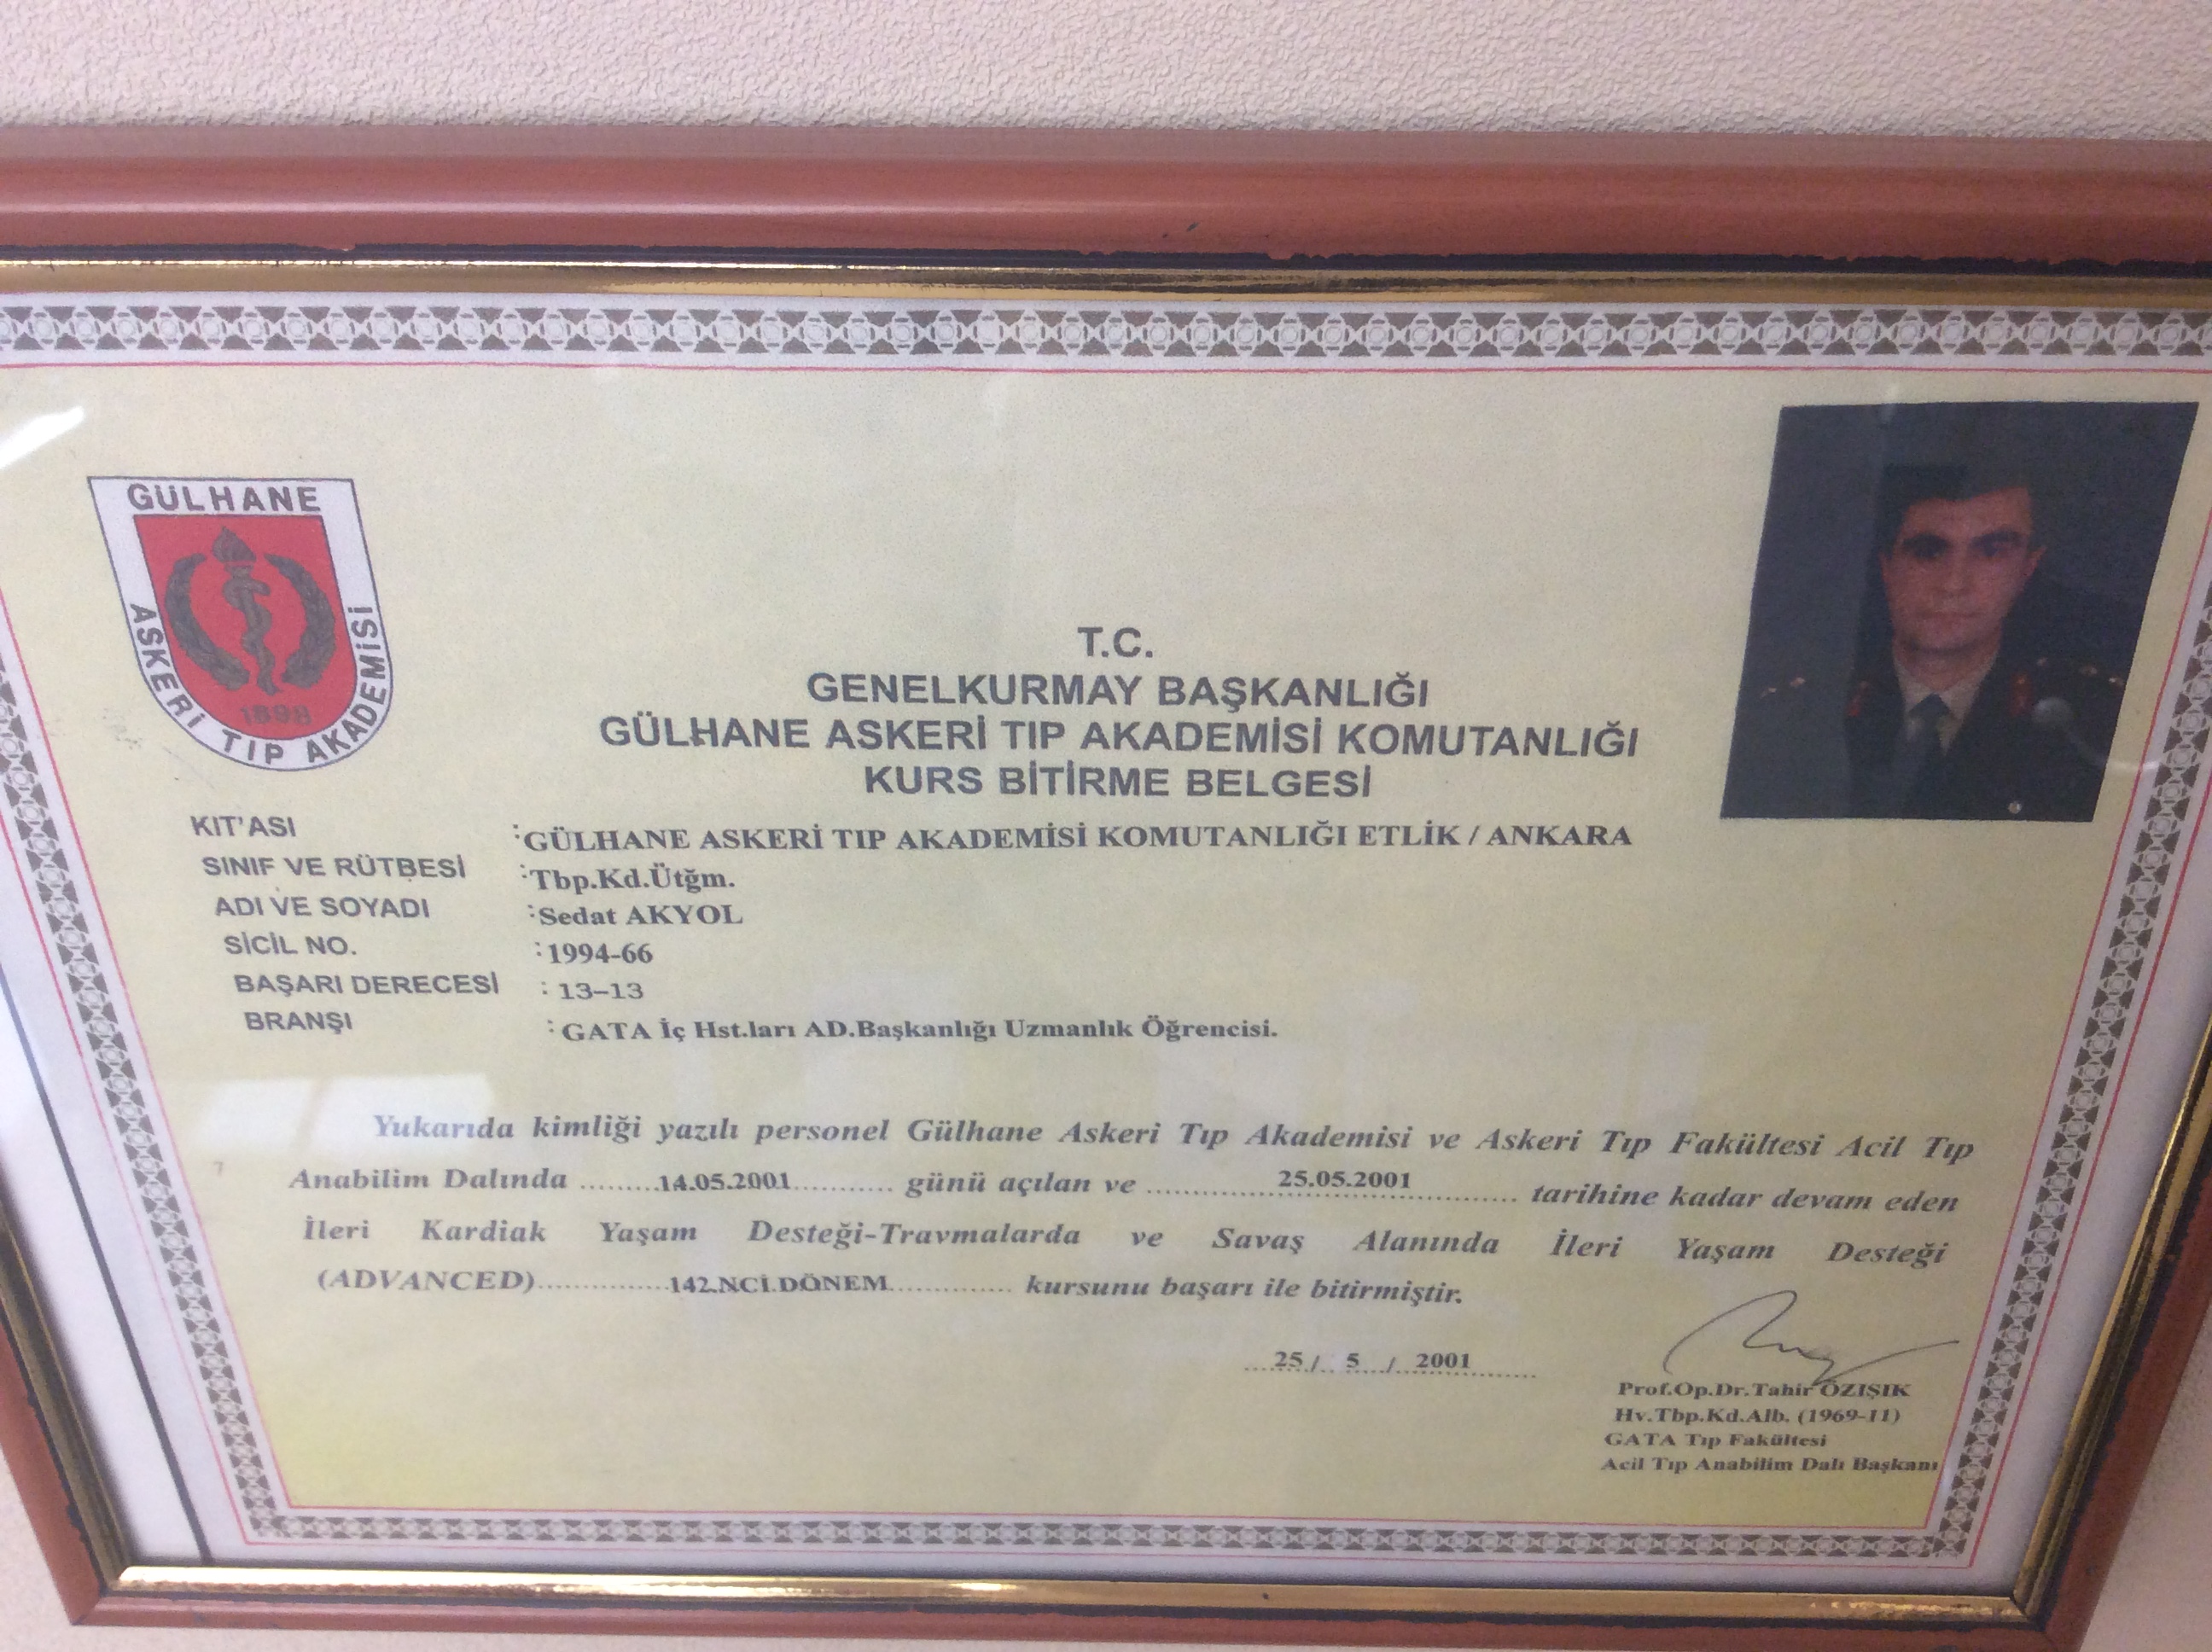 GÜLHANE
ASKERİ TIP AKADEMİSİ
1898
T.C.
GENELKURMAY BAŞKANLIĞI
GÜLHANE ASKERİ TIP AKADEMİSİ KOMUTANLIĞI
KURS BİTİRME BELGESİ
KIT'ASI :GÜLHANE ASKERİ TIP AKADEMİSİ KOMUTANLIĞI ETLİK / ANKARA
SINIF VE RÜTBESİ :Tbp.Kd.Ütğm.
ADI VE SOYADI :Sedat AKYOL
SİCİL NO. :1994-66
BAŞARI DERECESİ : 13-13
BRANŞI :GATA İç Hst.ları AD.Başkanlığı Uzmanlık Öğrencisi.
Yukarıda kimliği yazılı personel Gülhane Askeri Tıp Akademisi ve Askeri Tıp Fakültesi Acil Tıp
Anabilim Dalında .........14.05.2001............ günü açılan ve ...............25.05.2001............ tarihine kadar devam eden
İleri Kardiak Yaşam Desteği-Travmalarda ve Savaş Alanında İleri Yaşam Desteği
(ADVANCED)...............142.NCİ.DÖNEM.............. kursunu başarı ile bitirmiştir.
....25./..5.../...2001.......
Prof.Op.Dr.Tahir ÖZIŞIK
Hv.Tbp.Kd.Alb. (1969-11)
GATA Tıp Fakültesi
Acil Tıp Anabilim Dalı Başkanı